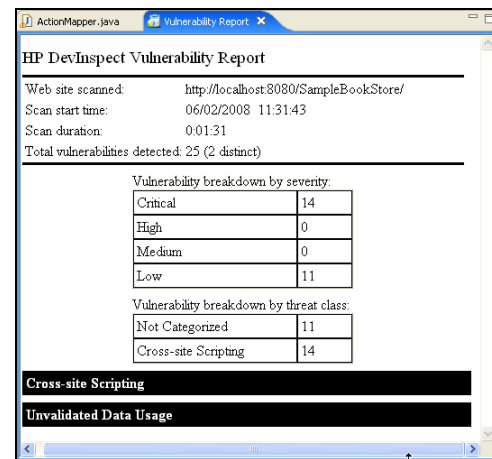 ActionMapper.java Vulnerability Report
HP DevInspect Vulnerability Report
Web site scanned: http://localhost:8080/SampleBookStore/
Scan start time: 06/02/2008 11:31:43
Scan duration: 0:01:31
Total vulnerabilities detected: 25 (2 distinct)
Vulnerability breakdown by severity:
Critical 14
High 0
Medium 0
Low 11
Vulnerability breakdown by threat class:
Not Categorized 11
Cross-site Scripting 14
Cross-site Scripting
Unvalidated Data Usage